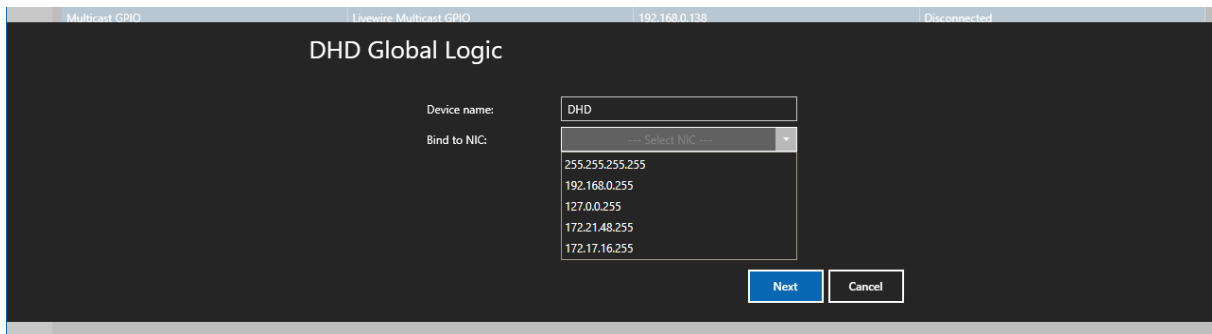 Multicast GPIO Livewire Multicast GPIO 192.168.0.138 Disconnected
DHD Global Logic
Device name: DHD
Bind to NIC: --- Select NIC ---
255.255.255.255
192.168.0.255
127.0.0.255
172.21.48.255
172.17.16.255
Next Cancel